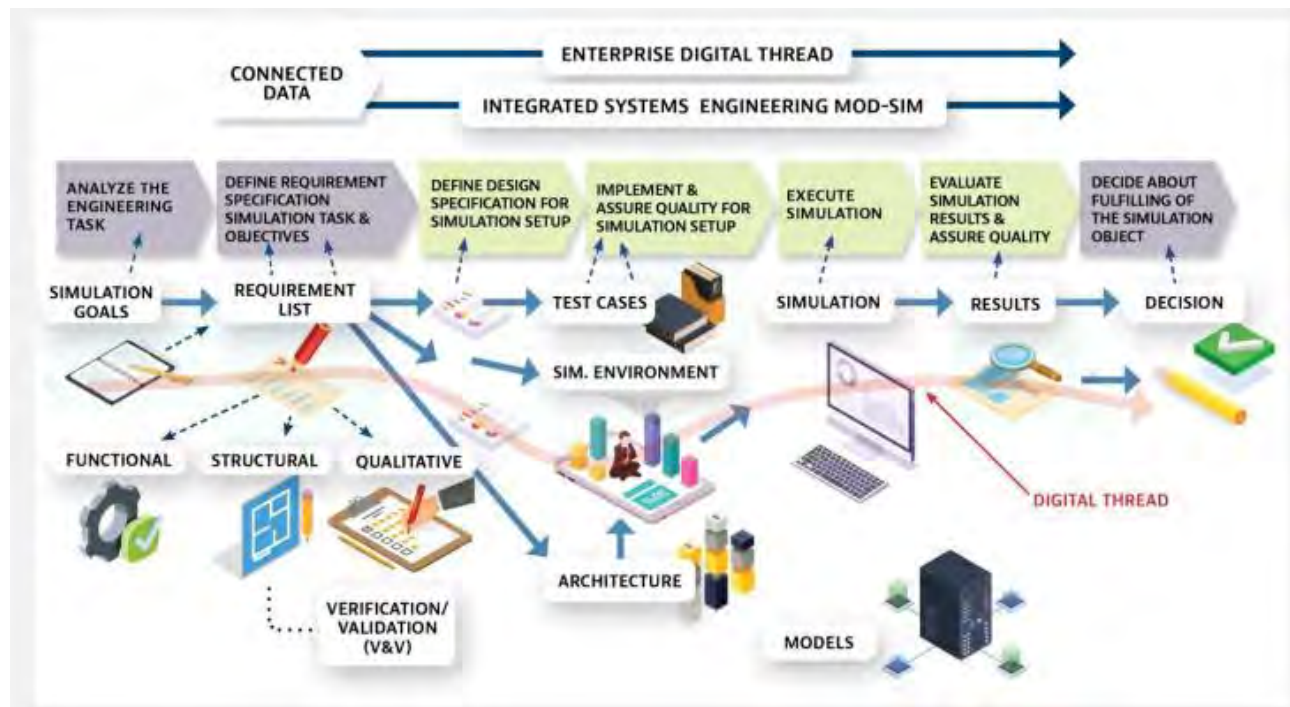 ENTERPRISE DIGITAL THREAD
CONNECTED
DATA
INTEGRATED SYSTEMS ENGINEERING MOD-SIM
ANALYZE THE
ENGINEERING
TASK
DEFINE REQUIREMENT
SPECIFICATION
SIMULATION TASK &
OBJECTIVES
DEFINE DESIGN
SPECIFICATION FOR
SIMULATION SETUP
IMPLEMENT &
ASSURE QUALITY FOR
SIMULATION SETUP
EXECUTE
SIMULATION
EVALUATE
SIMULATION
RESULTS &
ASSURE QUALITY
DECIDE ABOUT
FULFILLING OF
THE SIMULATION
OBJECT
SIMULATION
GOALS
REQUIREMENT
LIST
TEST CASES
SIMULATION
RESULTS
DECISION
SIM. ENVIRONMENT
FUNCTIONAL
STRUCTURAL
QUALITATIVE
DIGITAL THREAD
ARCHITECTURE
VERIFICATION/
VALIDATION
(V&V)
MODELS